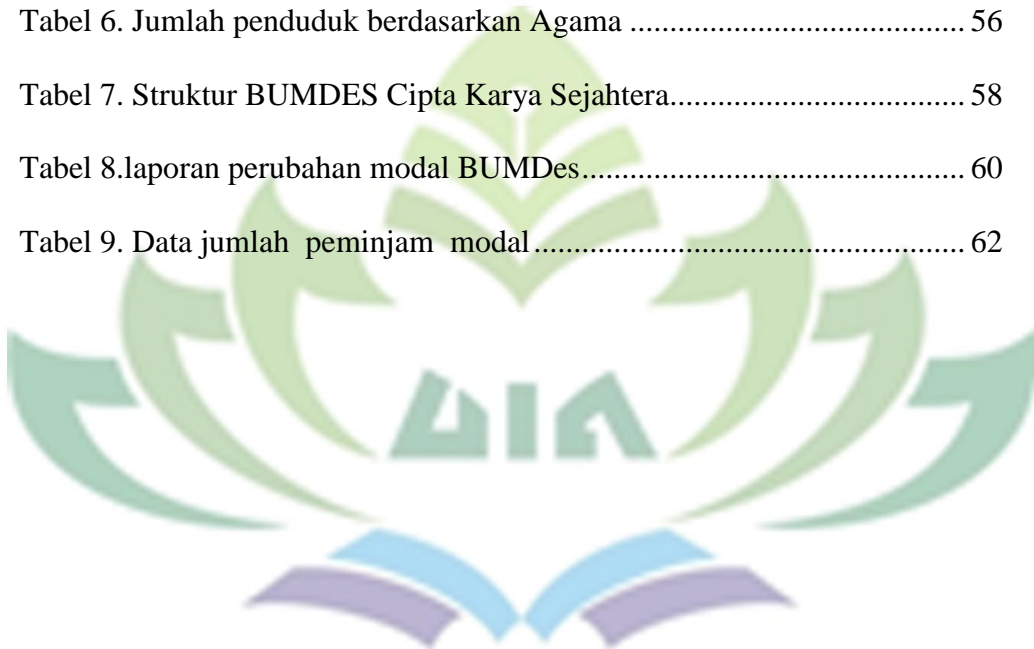 Tabel 6. Jumlah penduduk berdasarkan Agama ........................................ 56
Tabel 7. Struktur BUMDES Cipta Karya Sejahtera.................................... 58
Tabel 8.laporan perubahan modal BUMDes.............................................. 60
Tabel 9. Data jumlah  peminjam  modal.................................................... 62
UIN